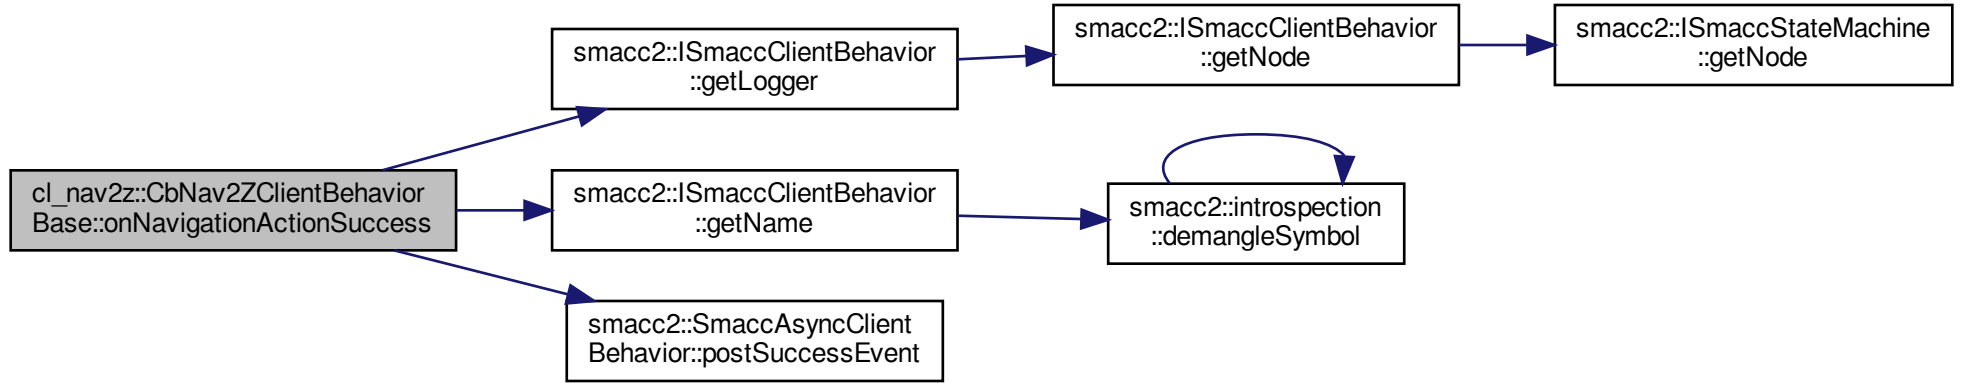 cl_nav2z::CbNav2ZClientBehavior
Base::onNavigationActionSuccess
smacc2::ISmaccClientBehavior
::getLogger
smacc2::ISmaccClientBehavior
::getNode
smacc2::ISmaccStateMachine
::getNode
smacc2::ISmaccClientBehavior
::getName
smacc2::introspection
::demangleSymbol
smacc2::SmaccAsyncClient
Behavior::postSuccessEvent